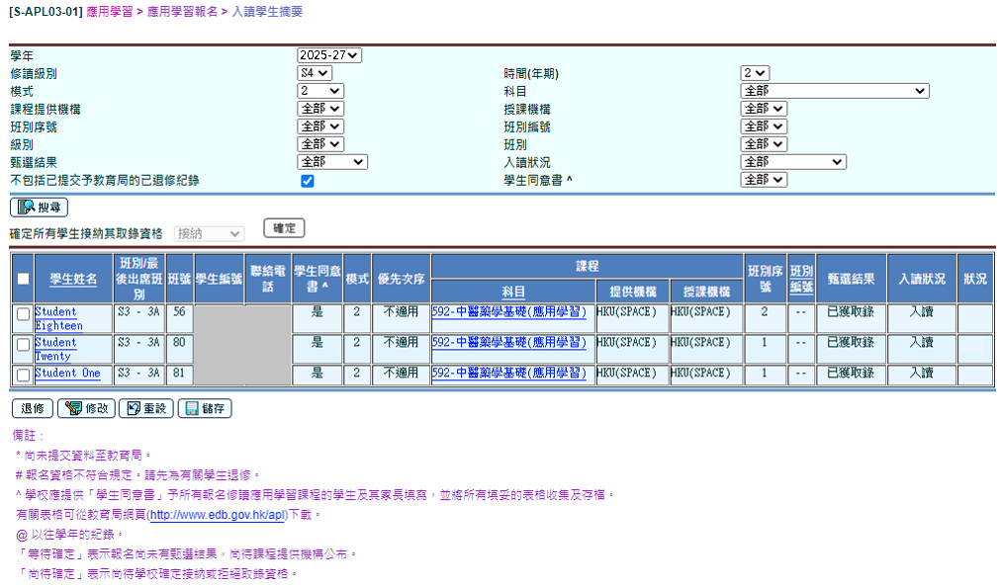 [S-APL03-01] 應用學習 > 應用學習報名 > 入讀學生摘要
學年 2025-27
修讀級別 S4 時間(年期) 2
模式 2 科目 全部
課程提供機構 全部 授課機構 全部
班別序號 全部 班別編號 全部
級別 全部 班別 全部
甄選結果 全部 入讀狀況 全部
不包括已提交予教育局的已退修紀錄 學生同意書 ^ 全部
搜尋
確定所有學生接納其取錄資格 接納 確定
學生姓名 班別/最後出席班別 班號 學生編號 聯絡電話 學生同意書 ^ 模式 優先次序 課程 班別序號 班別編號 甄選結果 入讀狀況 狀況
科目 提供機構 授課機構
Student Eighteen S3 - 3A 56 是 2 不適用 592-中醫藥學基礎(應用學習) HKU(SPACE) HKU(SPACE) 2 -- 已獲取錄 入讀
Student Twenty S3 - 3A 80 是 2 不適用 592-中醫藥學基礎(應用學習) HKU(SPACE) HKU(SPACE) 1 -- 已獲取錄 入讀
Student One S3 - 3A 81 是 2 不適用 592-中醫藥學基礎(應用學習) HKU(SPACE) HKU(SPACE) 1 -- 已獲取錄 入讀
退修 修改 重設 儲存
備註：
* 尚未提交資料至教育局。
# 報名資格不符合規定。請先為有關學生退修。
^ 學校應提供「學生同意書」予所有報名修讀應用學習課程的學生及其家長填寫，並將所有填妥的表格收集及存檔。
有關表格可從教育局網頁(http://www.edb.gov.hk/apl)下載。
@ 以往學年的紀錄。
「等待確定」表示報名尚未有甄選結果，尚待課程提供機構公布。
「尚待確定」表示尚待學校確定接納或拒絕取錄資格。